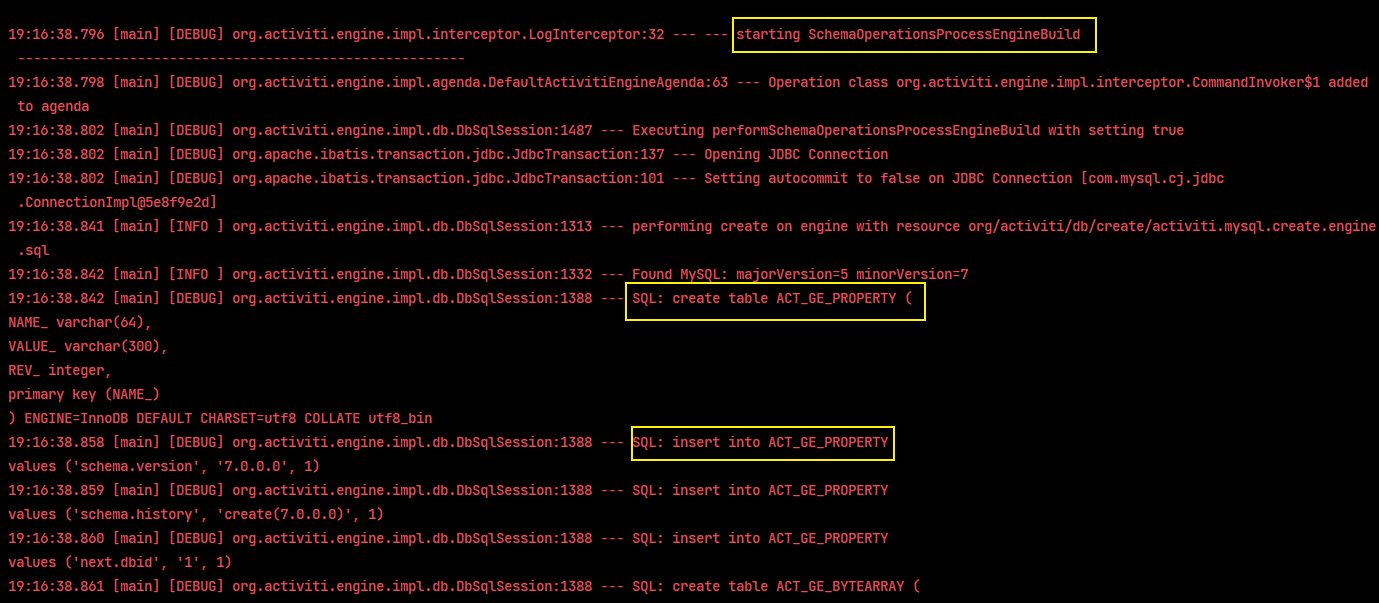 19:16:38.796 [main] [DEBUG] org.activiti.engine.impl.interceptor.LogInterceptor:32 --- --- starting SchemaOperationsProcessEngineBuild
--------------------------------------------------------
19:16:38.798 [main] [DEBUG] org.activiti.engine.impl.agenda.DefaultActivitiEngineAgenda:63 --- Operation class org.activiti.engine.impl.interceptor.CommandInvoker$1 added
to agenda
19:16:38.802 [main] [DEBUG] org.activiti.engine.impl.db.DbSqlSession:1487 --- Executing performSchemaOperationsProcessEngineBuild with setting true
19:16:38.802 [main] [DEBUG] org.apache.ibatis.transaction.jdbc.JdbcTransaction:137 --- Opening JDBC Connection
19:16:38.802 [main] [DEBUG] org.apache.ibatis.transaction.jdbc.JdbcTransaction:101 --- Setting autocommit to false on JDBC Connection [com.mysql.cj.jdbc
.ConnectionImpl@5e8f9e2d]
19:16:38.841 [main] [INFO ] org.activiti.engine.impl.db.DbSqlSession:1313 --- performing create on engine with resource org/activiti/db/create/activiti.mysql.create.engine
.sql
19:16:38.842 [main] [INFO ] org.activiti.engine.impl.db.DbSqlSession:1332 --- Found MySQL: majorVersion=5 minorVersion=7
19:16:38.842 [main] [DEBUG] org.activiti.engine.impl.db.DbSqlSession:1388 --- SQL: create table ACT_GE_PROPERTY (
NAME_ varchar(64),
VALUE_ varchar(300),
REV_ integer,
primary key (NAME_)
) ENGINE=InnoDB DEFAULT CHARSET=utf8 COLLATE utf8_bin
19:16:38.858 [main] [DEBUG] org.activiti.engine.impl.db.DbSqlSession:1388 --- SQL: insert into ACT_GE_PROPERTY
values ('schema.version', '7.0.0.0', 1)
19:16:38.859 [main] [DEBUG] org.activiti.engine.impl.db.DbSqlSession:1388 --- SQL: insert into ACT_GE_PROPERTY
values ('schema.history', 'create(7.0.0.0)', 1)
19:16:38.860 [main] [DEBUG] org.activiti.engine.impl.db.DbSqlSession:1388 --- SQL: insert into ACT_GE_PROPERTY
values ('next.dbid', '1', 1)
19:16:38.861 [main] [DEBUG] org.activiti.engine.impl.db.DbSqlSession:1388 --- SQL: create table ACT_GE_BYTEARRAY (